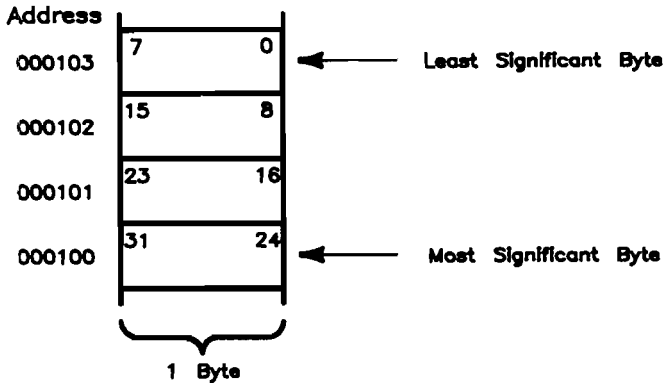 Address
000103 7 0 Least Significant Byte
000102 15 8
000101 23 16
000100 31 24 Most Significant Byte
1 Byte